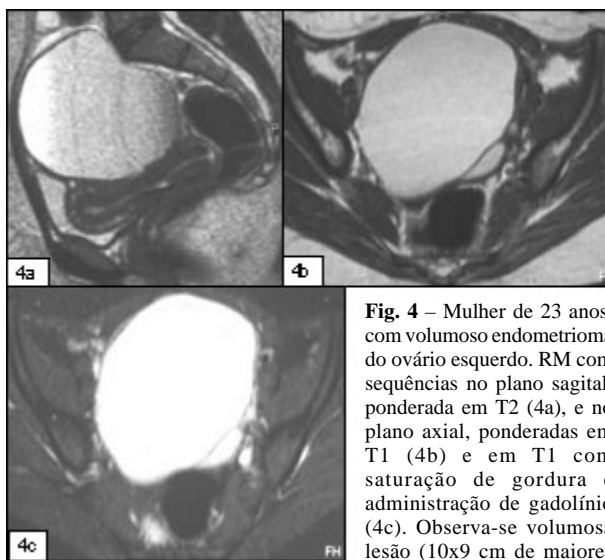 4a
4b
4c
FH
Fig. 4 – Mulher de 23 anos
com volumoso endometrioma
do ovário esquerdo. RM com
sequências no plano sagital
ponderada em T2 (4a), e no
plano axial, ponderadas em
T1 (4b) e em T1 com
saturação de gordura e
administração de gadolínio
(4c). Observa-se volumosa
lesão (10x9 cm de maiores